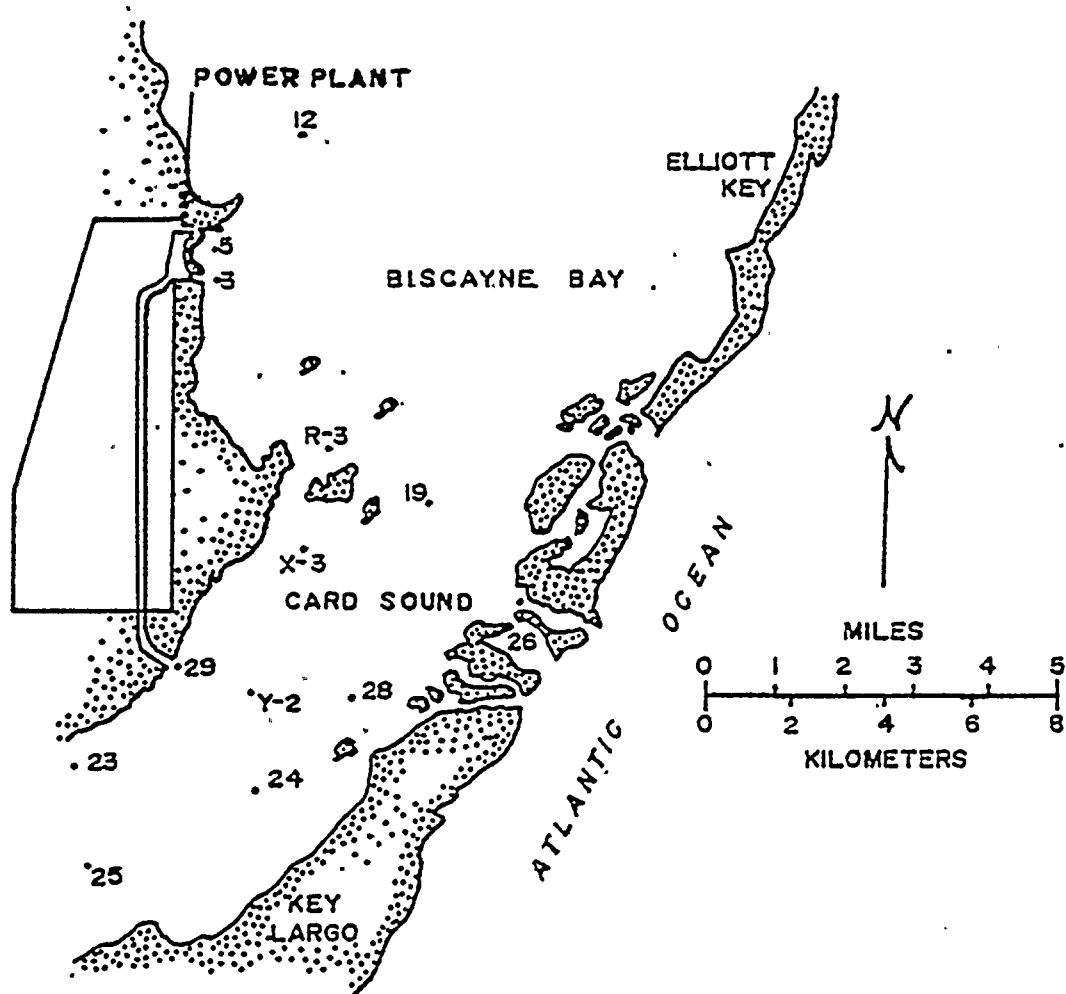 POWER PLANT
12
ELLIOTT
KEY
5
3
BISCAYNE BAY
R-3
19
N
X-3
CARD SOUND
OCEAN
26
MILES
0 1 2 3 4 5
0 2 4 6 8
KILOMETERS
29
Y-2
28
23
24
ATLANTIC
25
KEY
LARGO